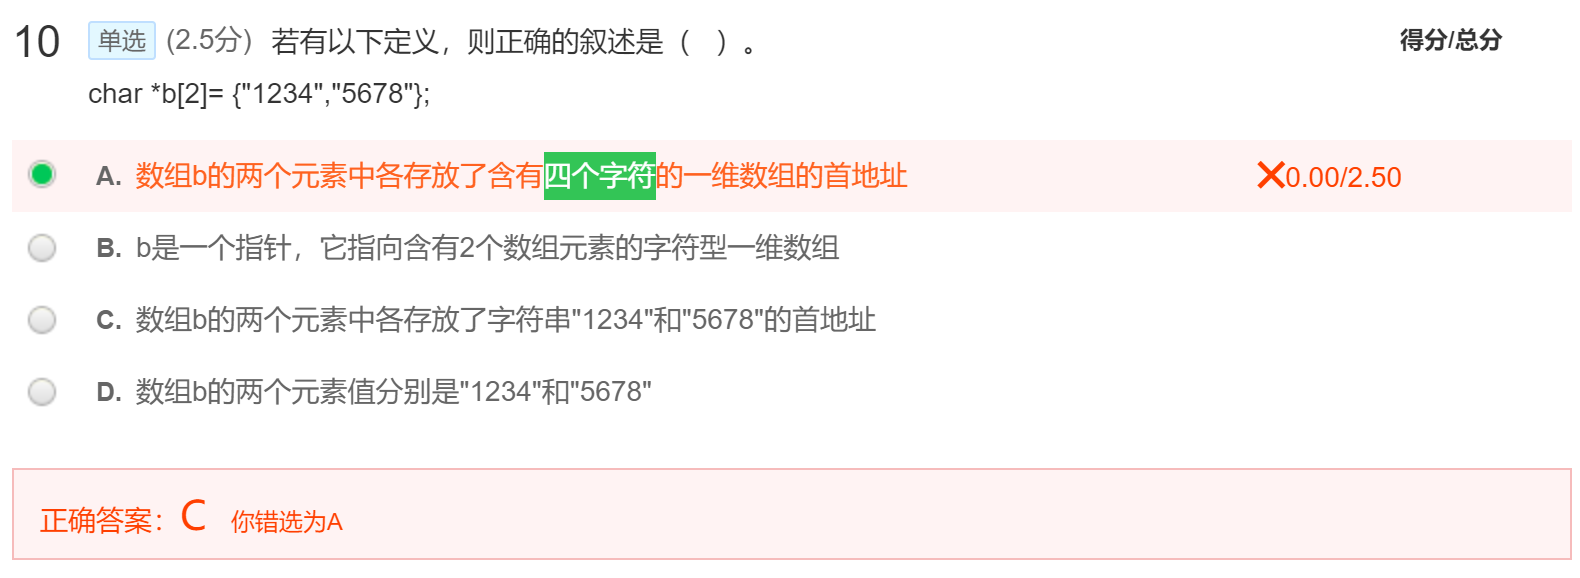 10 单选 (2.5分) 若有以下定义，则正确的叙述是（ ）。 得分/总分
char *b[2]= {"1234","5678"};
A. 数组b的两个元素中各存放了含有四个字符的一维数组的首地址 ✕0.00/2.50
B. b是一个指针，它指向含有2个数组元素的字符型一维数组
C. 数组b的两个元素中各存放了字符串"1234"和"5678"的首地址
D. 数组b的两个元素值分别是"1234"和"5678"
正确答案：C 你错选为A